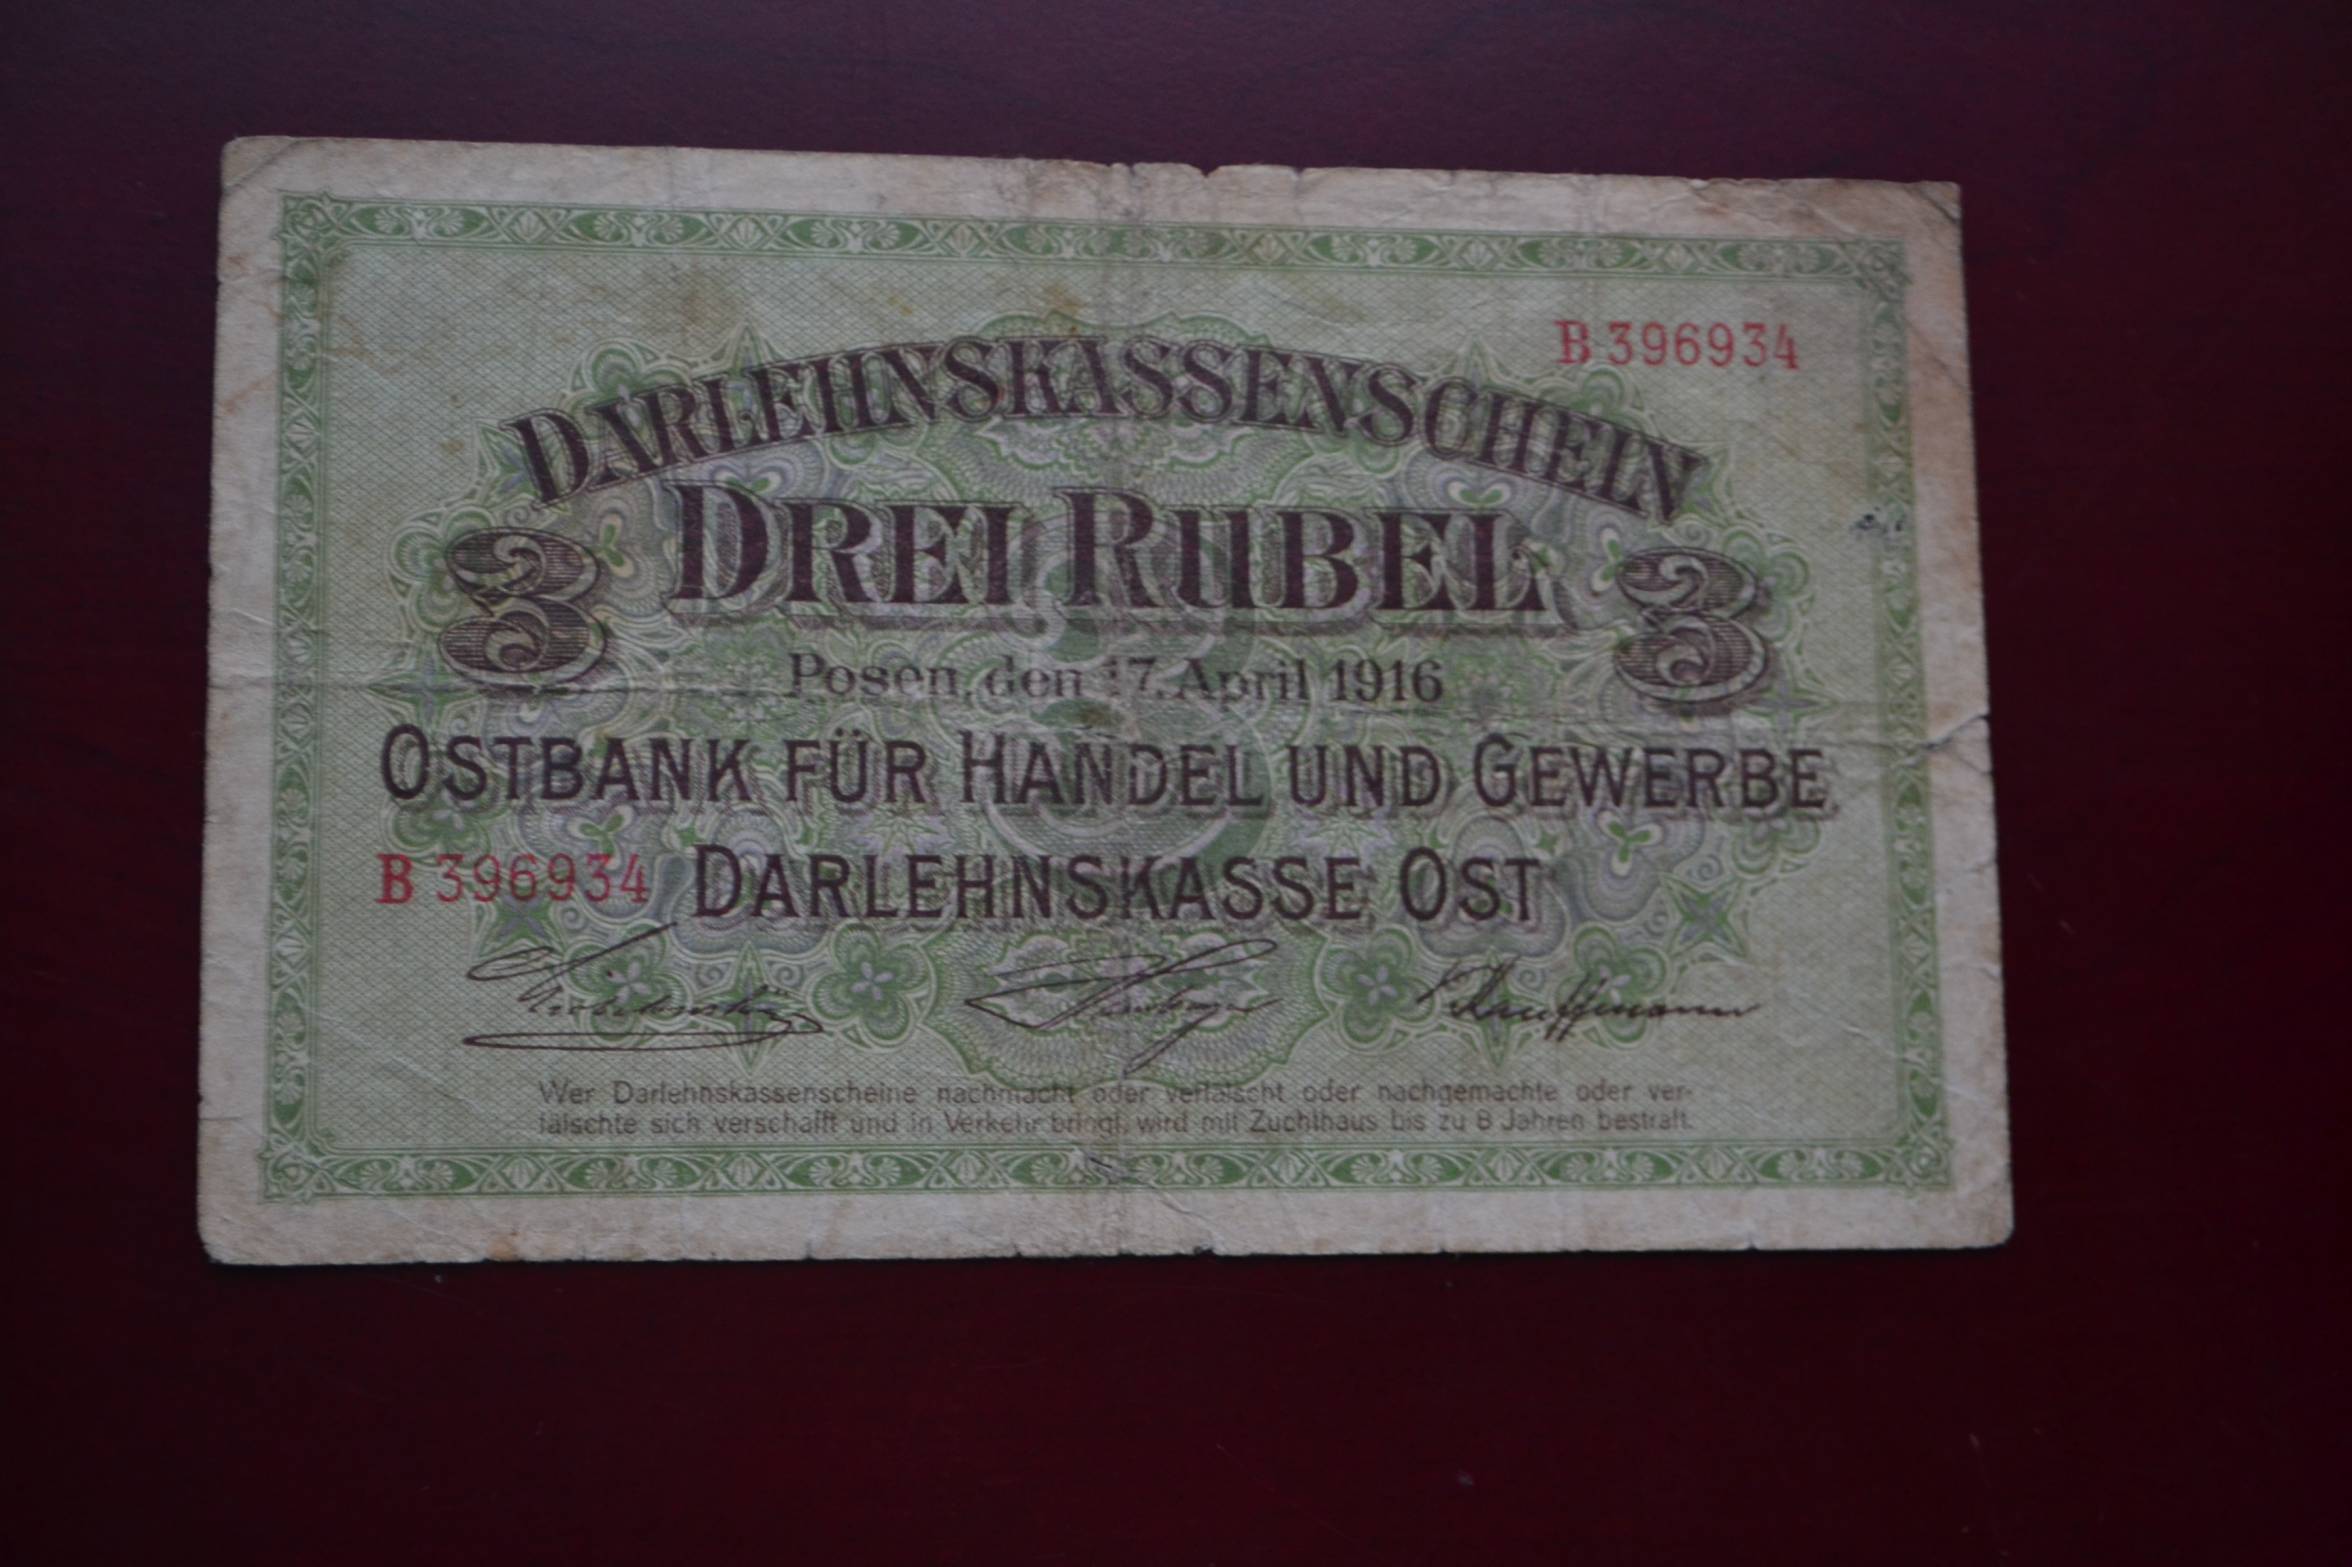 B 396934
DARLEHNSKASSENSCHEIN
3 DREI RUBEL 3
Posen, den 17. April 1916
OSTBANK FÜR HANDEL UND GEWERBE
B 396934 DARLEHNSKASSE OST
Kauffmann
Wer Darlehnskassenscheine nachmacht oder verfälscht oder nachgemachte oder ver-
fälschte sich verschafft und in Verkehr bringt, wird mit Zuchthaus bis zu 8 Jahren bestraft.